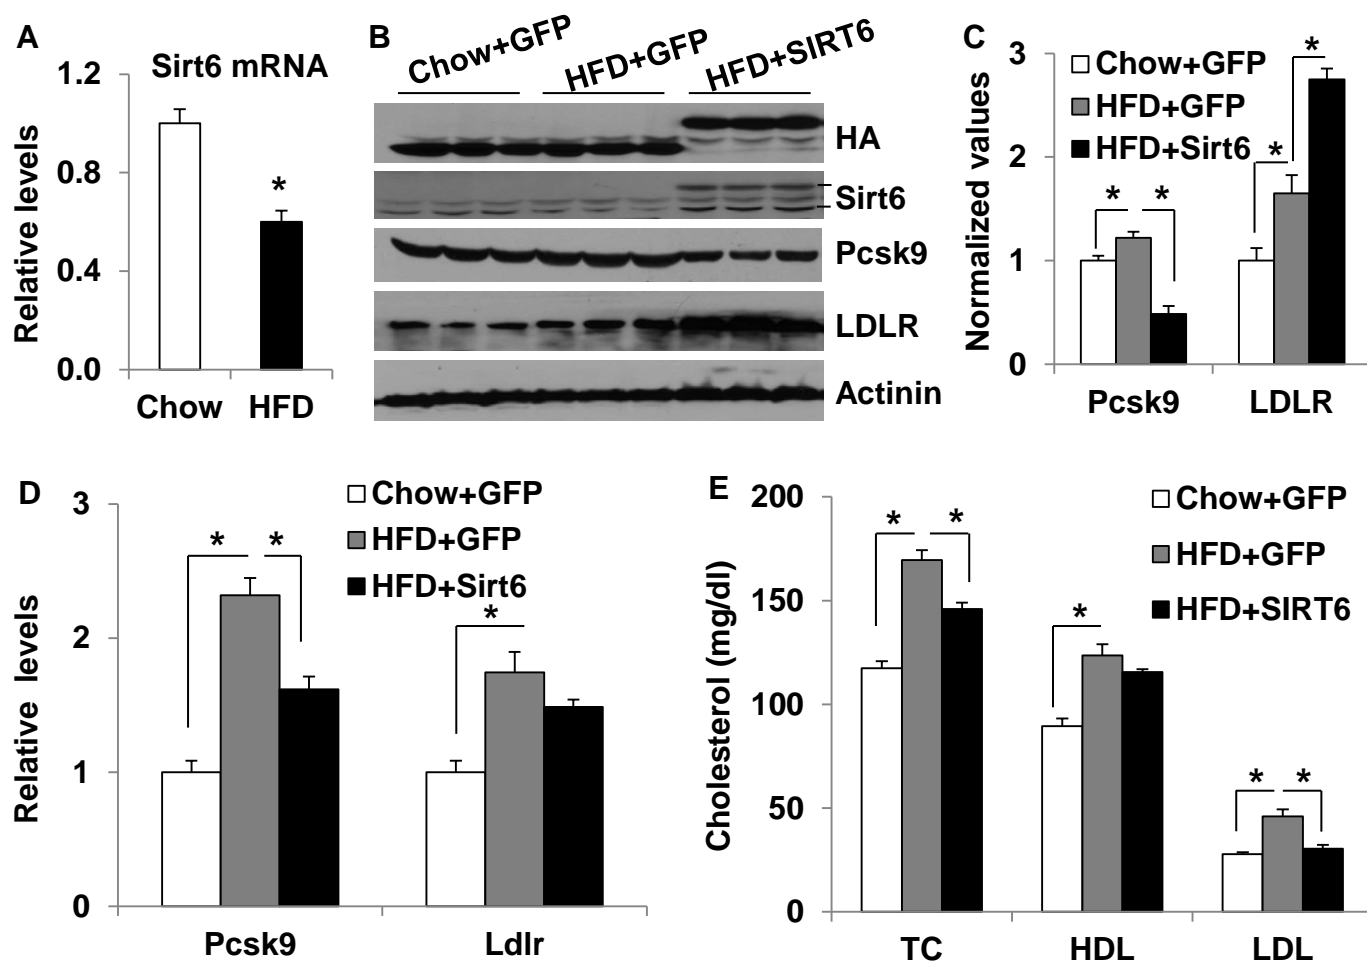 A
Sirt6 mRNA
Relative levels
1.2
0.8
0.4
0.0
*
Chow HFD
B
Chow+GFP
HFD+GFP
HFD+SIRT6
HA
Sirt6
Pcsk9
LDLR
Actinin
C
Normalized values
3
2
1
0
Chow+GFP
HFD+GFP
HFD+Sirt6
* * * *
Pcsk9 LDLR
D
Relative levels
3
2
1
0
Chow+GFP
HFD+GFP
HFD+Sirt6
* * *
Pcsk9 Ldlr
E
Cholesterol (mg/dl)
200
150
100
50
0
Chow+GFP
HFD+GFP
HFD+SIRT6
* * * * *
TC HDL LDL